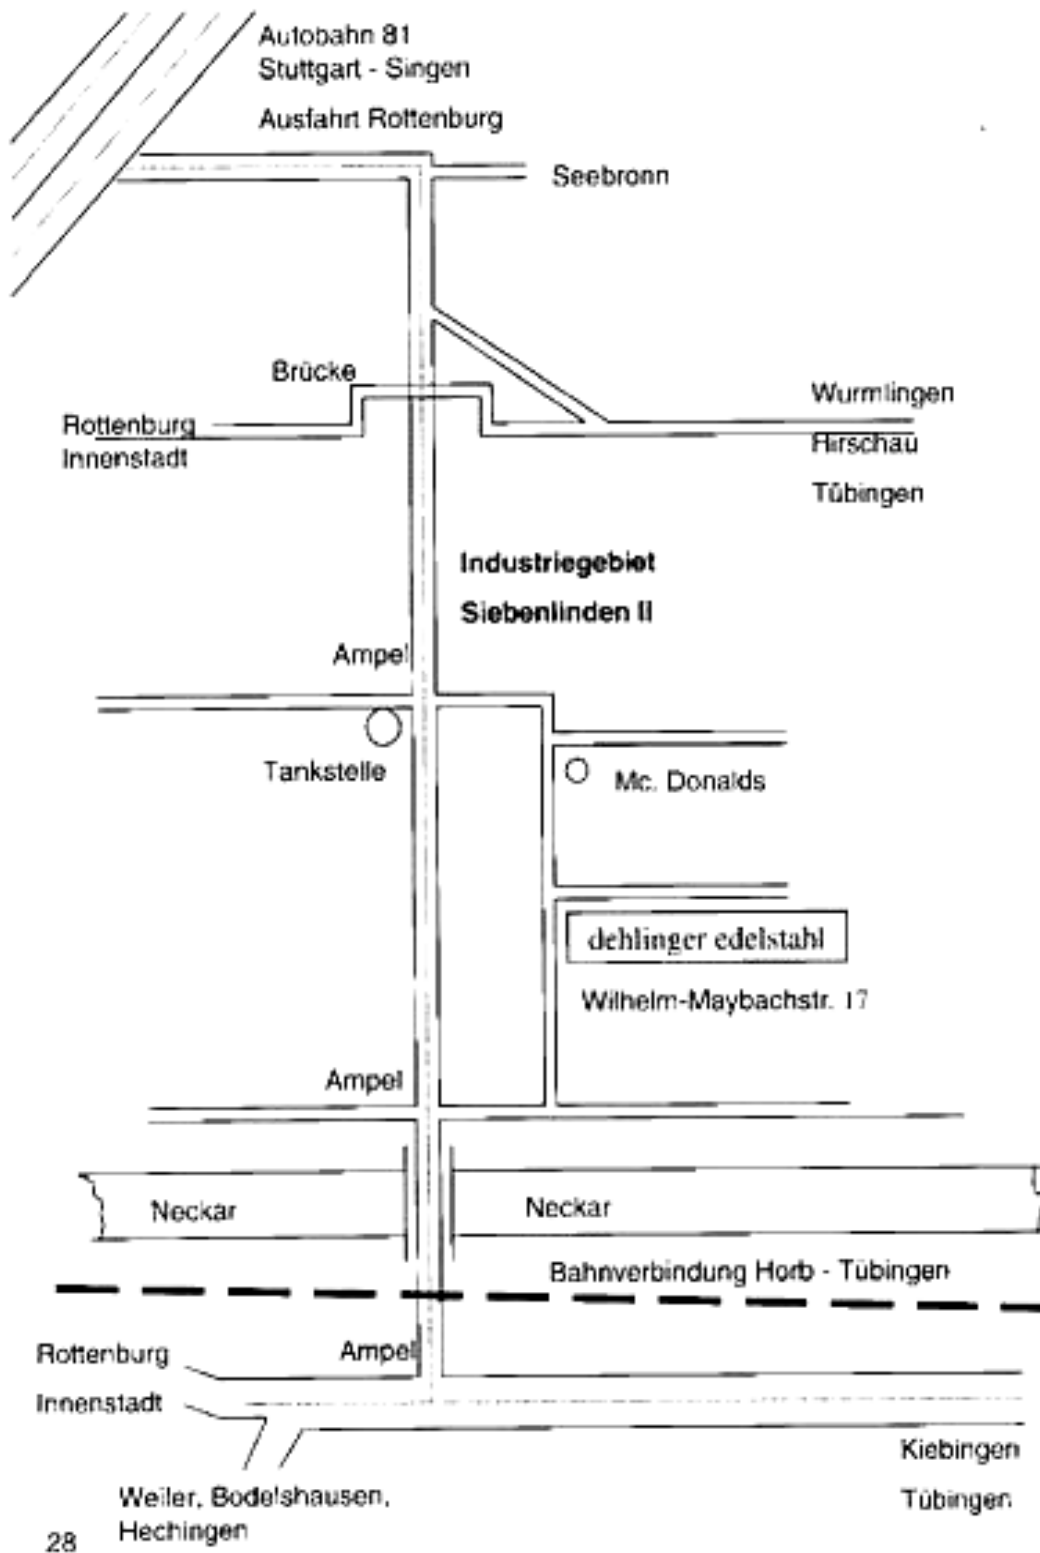 Autobahn 81
Stuttgart - Singen
Ausfahrt Rottenburg
Seebronn
Brücke
Wurmlingen
Rottenburg
Innenstadt
Hirschau
Tübingen
Industriegebiet
Siebenlinden II
Ampel
Tankstelle
Mc. Donalds
dehlinger edelstahl
Wilhelm-Maybachstr. 17
Ampel
Neckar
Neckar
Bahnverbindung Horb - Tübingen
Rottenburg
Ampel
Innenstadt
Kiebingen
Tübingen
Weiler, Bodelshausen,
Hechingen
28